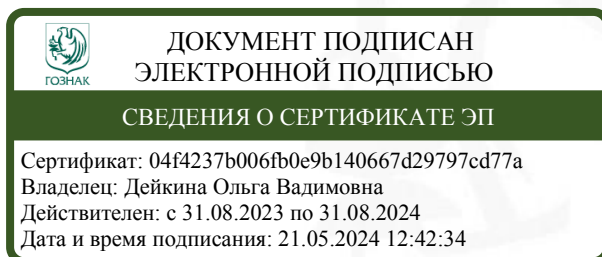 ГОЗНАК
ДОКУМЕНТ ПОДПИСАН
ЭЛЕКТРОННОЙ ПОДПИСЬЮ
СВЕДЕНИЯ О СЕРТИФИКАТЕ ЭП
Сертификат: 04f4237b006fb0e9b140667d29797cd77a
Владелец: Дейкина Ольга Вадимовна
Действителен: с 31.08.2023 по 31.08.2024
Дата и время подписания: 21.05.2024 12:42:34